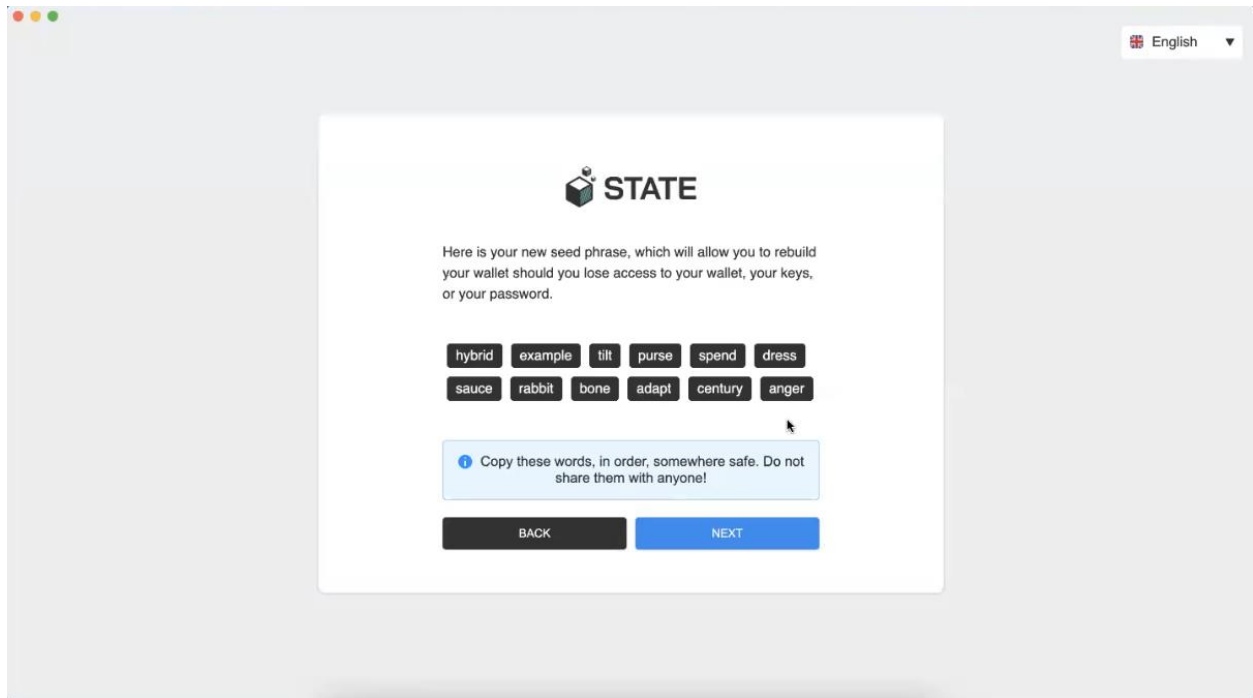 English
STATE
Here is your new seed phrase, which will allow you to rebuild
your wallet should you lose access to your wallet, your keys,
or your password.
hybrid example tilt purse spend dress
sauce rabbit bone adapt century anger
Copy these words, in order, somewhere safe. Do not
share them with anyone!
BACK NEXT